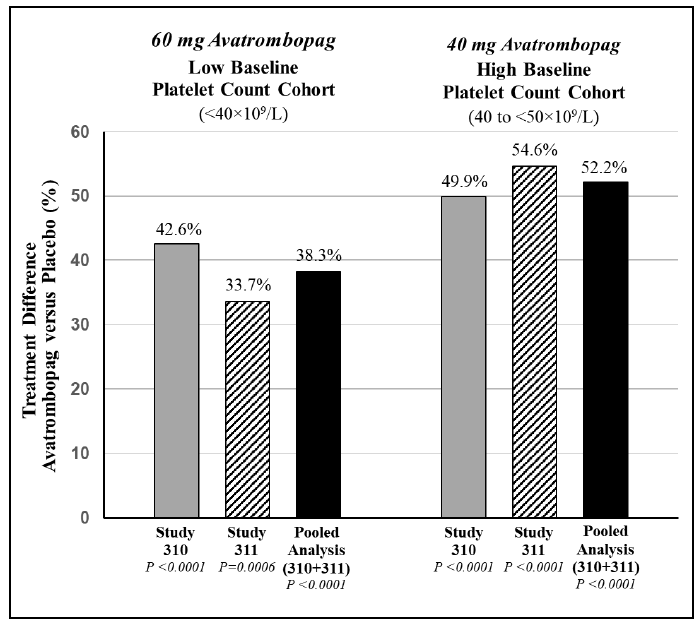 60 mg Avatrombopag
Low Baseline
Platelet Count Cohort
(<40×10⁹/L)
40 mg Avatrombopag
High Baseline
Platelet Count Cohort
(40 to <50×10⁹/L)
Treatment Difference
Avatrombopag versus Placebo (%)
60
50
40
30
20
10
0
42.6%
33.7%
38.3%
49.9%
54.6%
52.2%
Study
310
P <0.0001
Study
311
P=0.0006
Pooled
Analysis
(310+311)
P <0.0001
Study
310
P <0.0001
Study
311
P <0.0001
Pooled
Analysis
(310+311)
P <0.0001